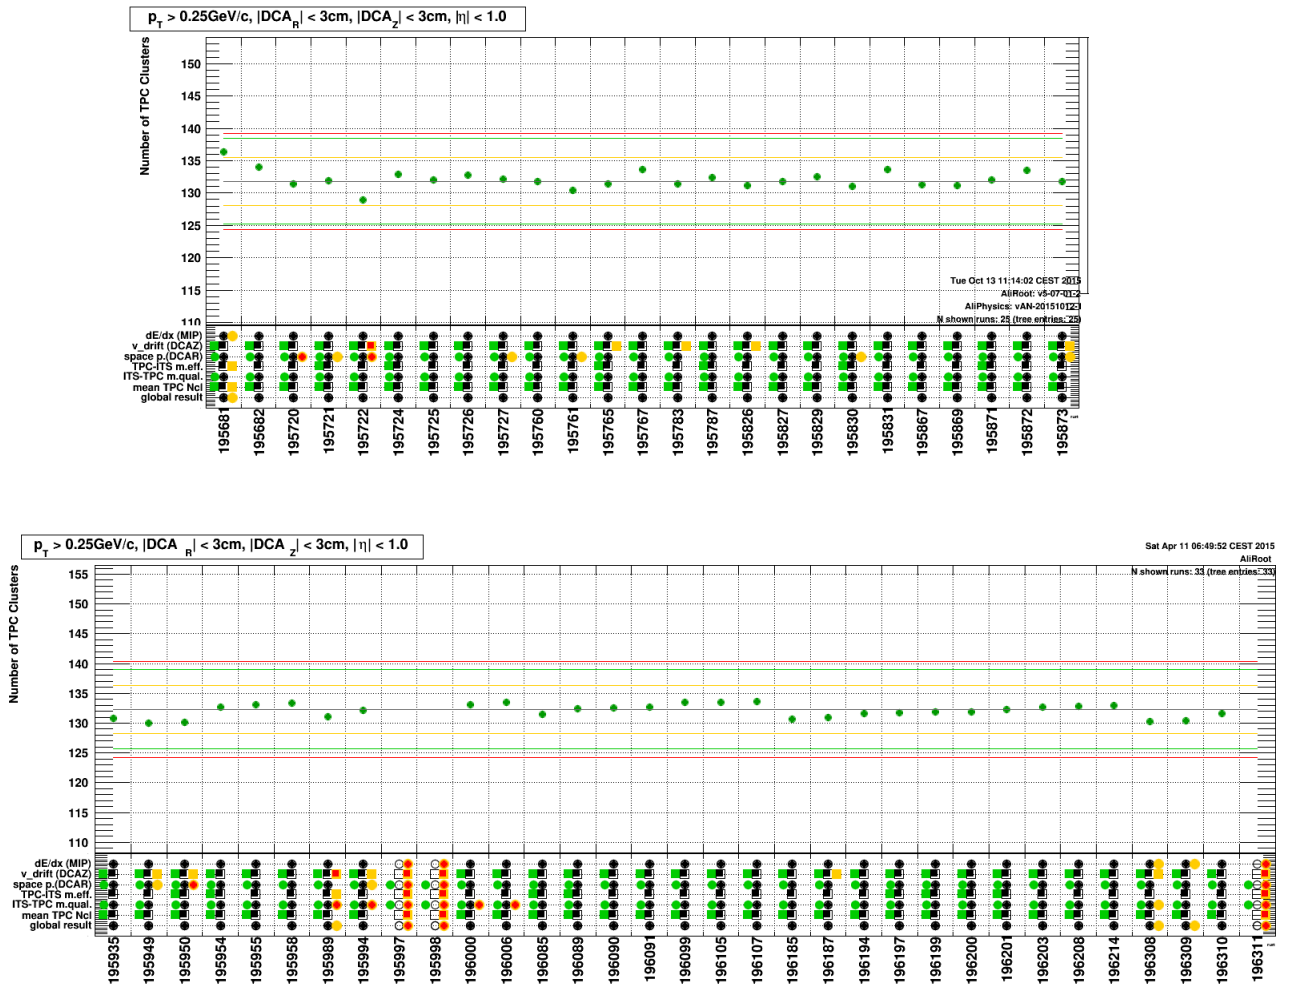 p_T > 0.25GeV/c, |DCA_R| < 3cm, |DCA_Z| < 3cm, |η| < 1.0
Number of TPC Clusters
150
145
140
135
130
125
120
115
110
Tue Oct 13 11:14:02 CEST 2015
AliRoot: v5-07-01-2
AliPhysics: vAN-20151012-1
N shown runs: 25 (tree entries: 25)
dE/dx (MIP)
v_drift (DCAZ)
space p.(DCAR)
TPC-ITS m.eff.
ITS-TPC m.qual.
mean TPC Ncl
global result
195681 195682 195720 195721 195722 195724 195725 195726 195727 195760 195761 195765 195767 195783 195787 195826 195827 195829 195830 195831 195867 195869 195871 195872 195873
p_T > 0.25GeV/c, |DCA_R| < 3cm, |DCA_Z| < 3cm, |η| < 1.0
Sat Apr 11 06:49:52 CEST 2015
AliRoot
N shown runs: 33 (tree entries: 33)
Number of TPC Clusters
155
150
145
140
135
130
125
120
115
110
dE/dx (MIP)
v_drift (DCAZ)
space p.(DCAR)
TPC-ITS m.eff.
ITS-TPC m.qual.
mean TPC Ncl
global result
195935 195949 195950 195954 195955 195958 195989 195994 195997 195998 196000 196006 196085 196089 196090 196091 196099 196105 196107 196185 196187 196194 196197 196199 196200 196201 196203 196208 196214 196308 196309 196310 196311